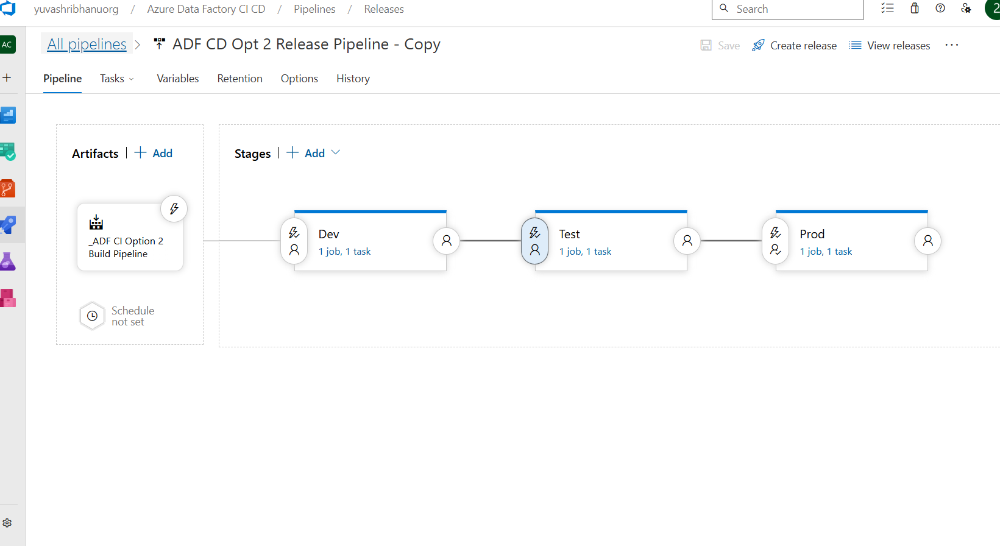 yuvashribhanuorg / Azure Data Factory CI CD / Pipelines / Releases
Search
2
AC
All pipelines > ADF CD Opt 2 Release Pipeline - Copy
Save
Create release
View releases
...
Pipeline
Tasks
Variables
Retention
Options
History
Artifacts | + Add
Stages | + Add
_ADF CI Option 2
Build Pipeline
Schedule
not set
Dev
1 job, 1 task
Test
1 job, 1 task
Prod
1 job, 1 task